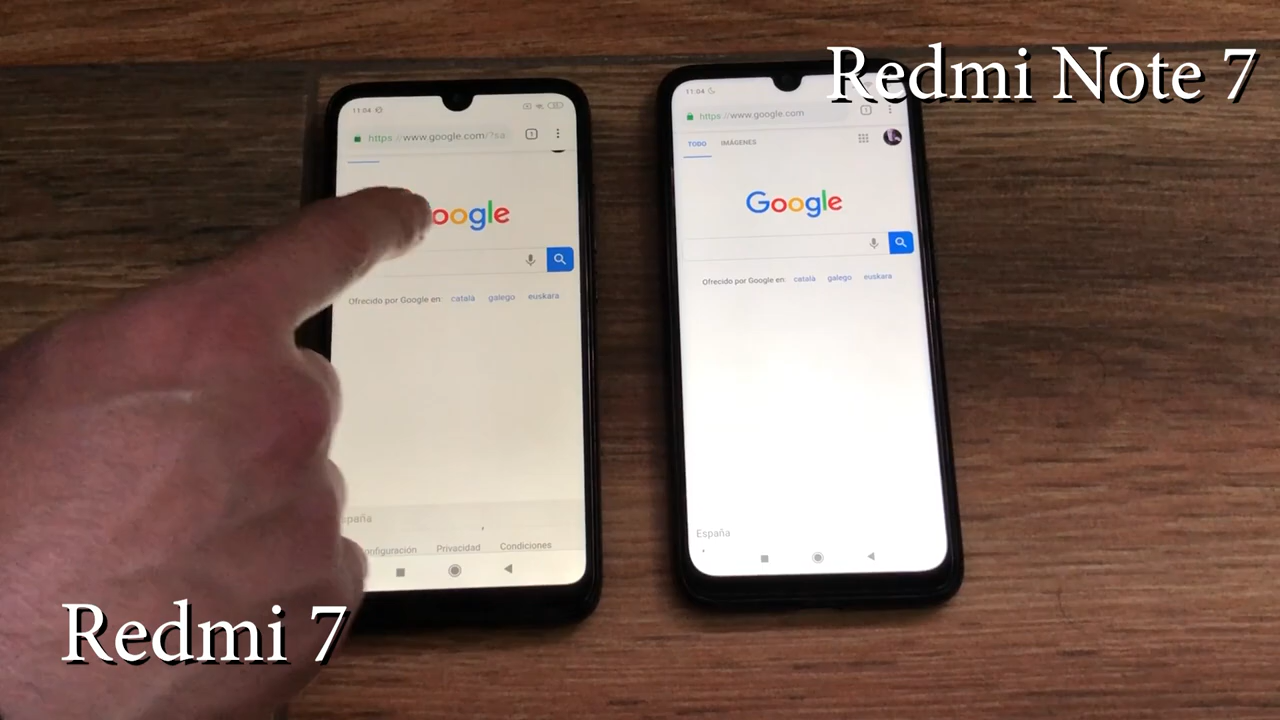 Redmi Note 7
11:04
https://www.google.com/?sa
1
oogle
Ofrecido por Google en: català galego euskara
España
Privacidad Condiciones
11:04
https://www.google.com
1
TODO IMÁGENES
Google
Ofrecido por Google en: català galego euskara
España
Redmi 7